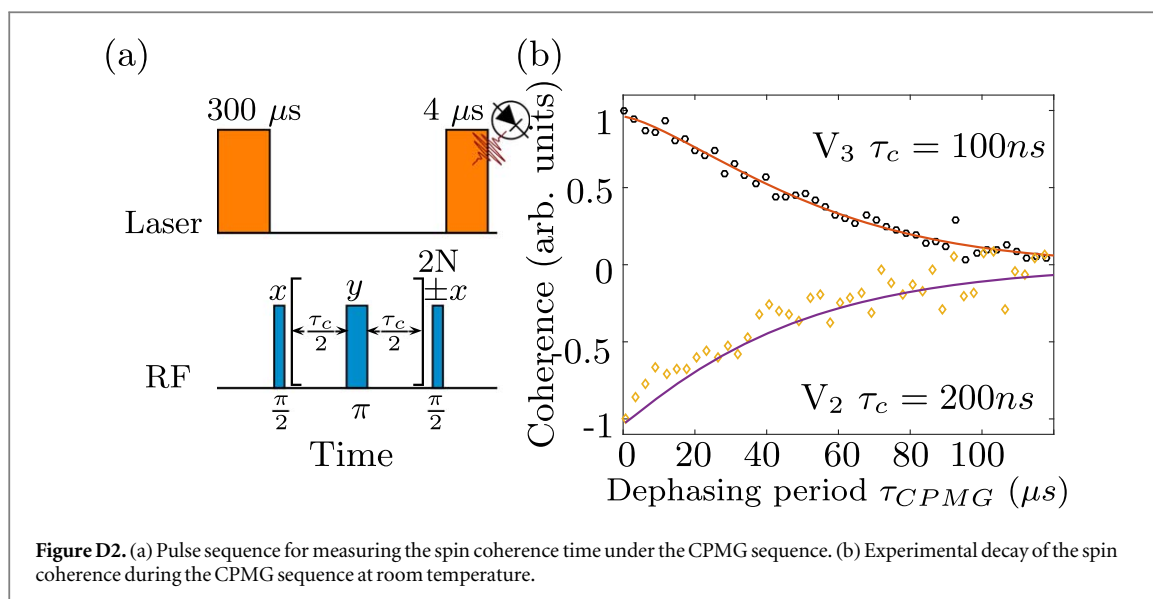 (a)
300 μs
4 μs
Laser
2N
x
y
±x
τc/2
τc/2
RF
π/2
π
π/2
Time
(b)
Coherence (arb. units)
1
0.5
0
-0.5
-1
V3 τc = 100ns
V2 τc = 200ns
0 20 40 60 80 100
Dephasing period τCPMG (μs)
Figure D2. (a) Pulse sequence for measuring the spin coherence time under the CPMG sequence. (b) Experimental decay of the spin
coherence during the CPMG sequence at room temperature.